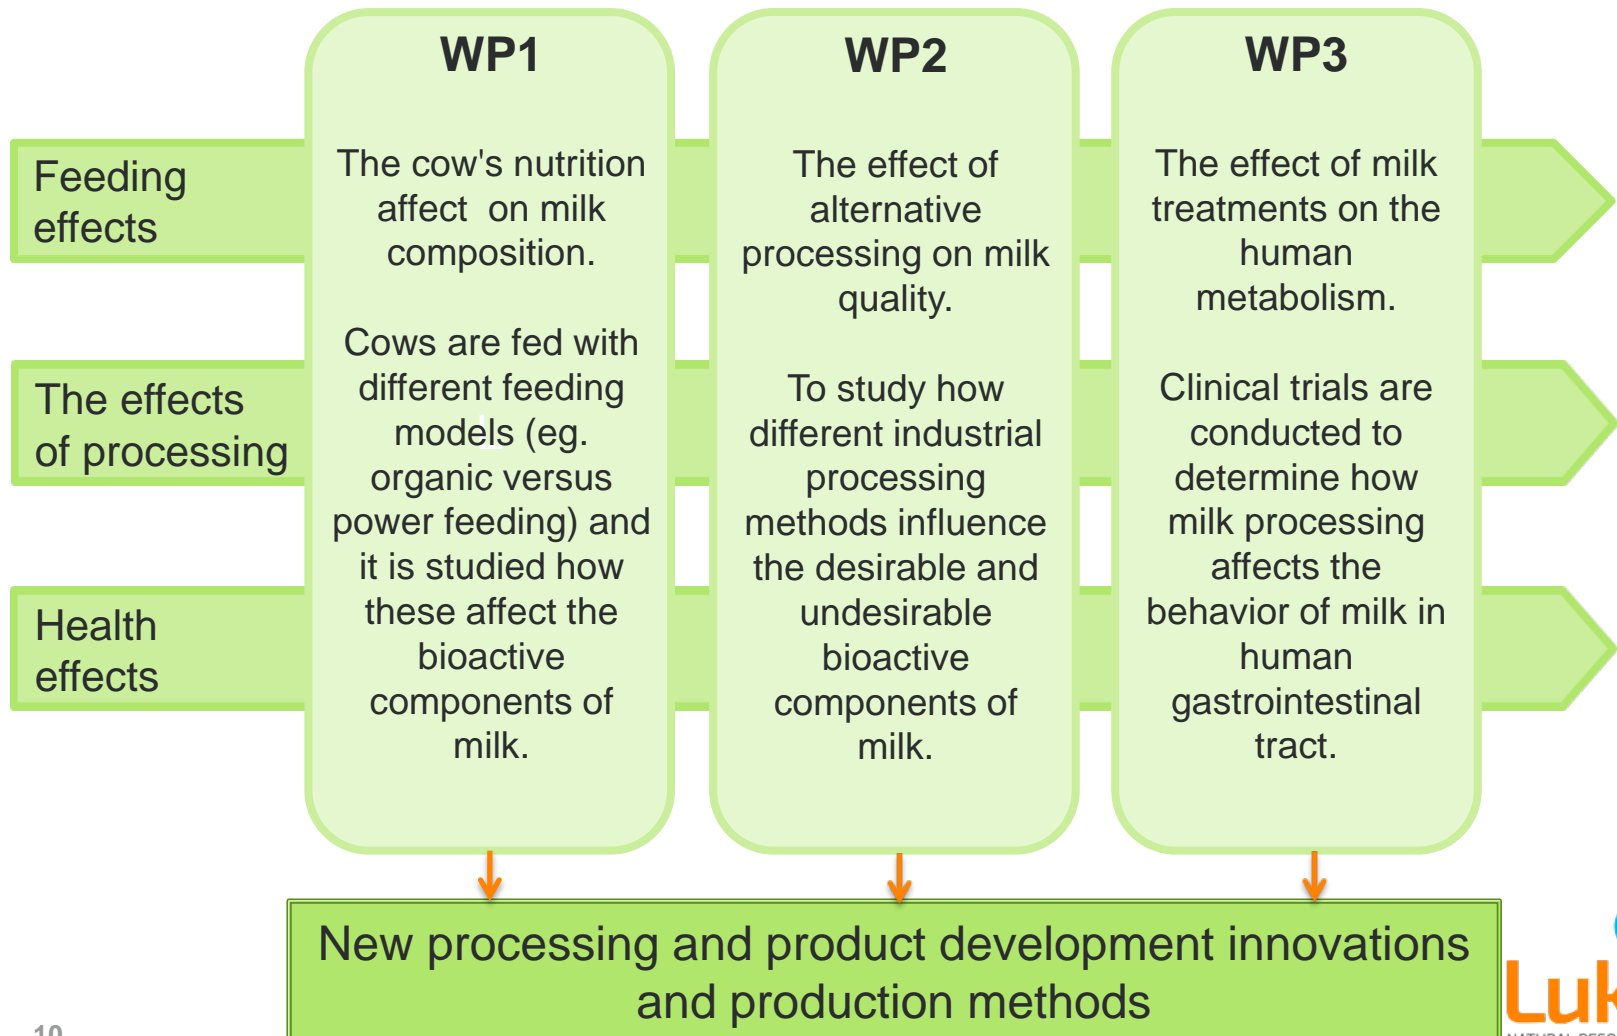 WP1
The cow's nutrition
affect on milk
composition.
Cows are fed with
different feeding
models (eg.
organic versus
power feeding) and
it is studied how
these affect the
bioactive
components of
milk.
WP2
The effect of
alternative
processing on milk
quality.
To study how
different industrial
processing
methods influence
the desirable and
undesirable
bioactive
components of
milk.
WP3
The effect of milk
treatments on the
human
metabolism.
Clinical trials are
conducted to
determine how
milk processing
affects the
behavior of milk in
human
gastrointestinal
tract.
Feeding
effects
The effects
of processing
Health
effects
New processing and product development innovations
and production methods
10